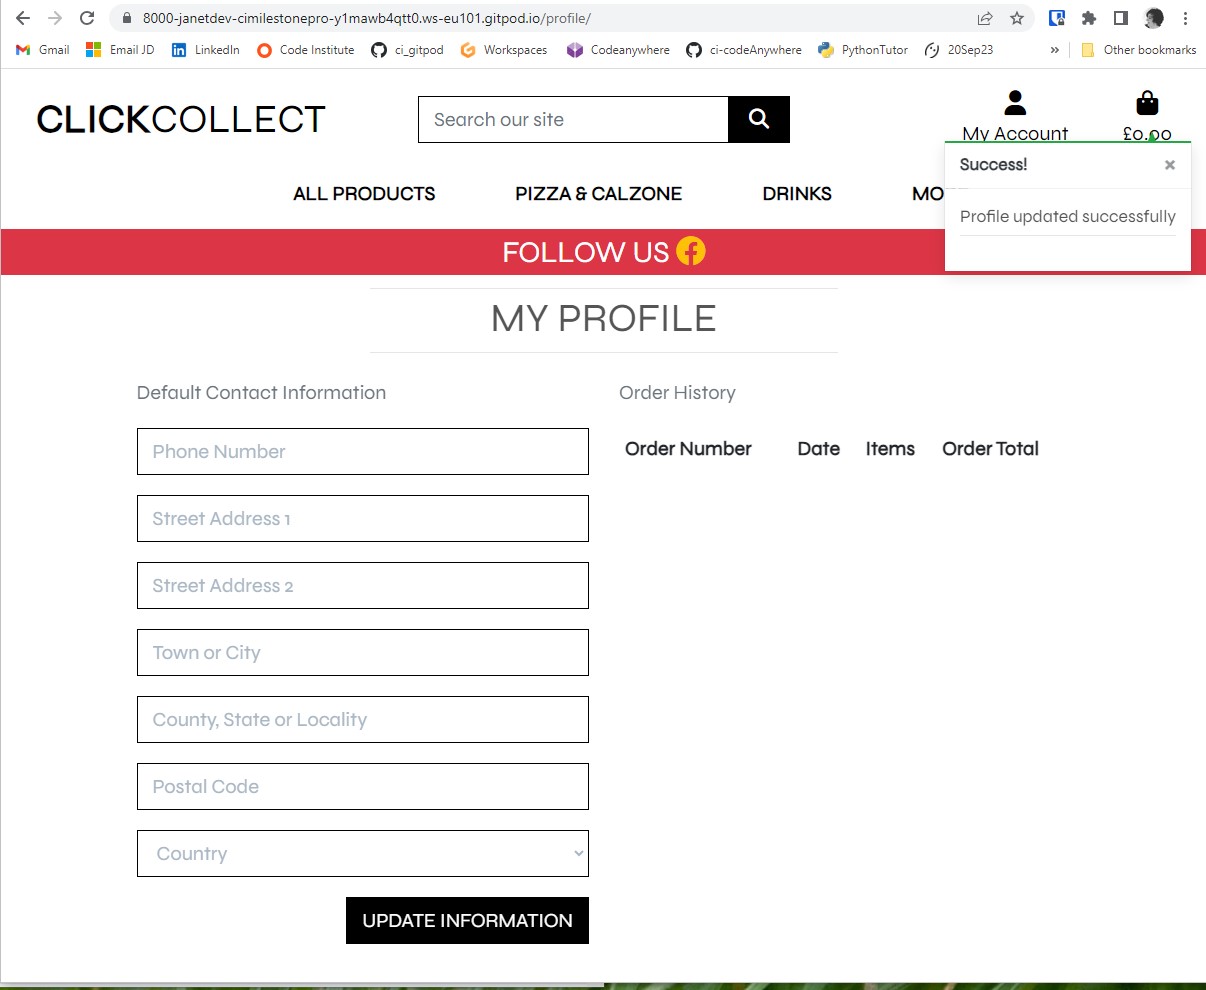 8000-janetdev-cimilestonepro-y1mawb4qtt0.ws-eu101.gitpod.io/profile/
Gmail Email JD LinkedIn Code Institute ci_gitpod Workspaces Codeanywhere ci-codeAnywhere PythonTutor 20Sep23 » Other bookmarks
CLICKCOLLECT
Search our site
My Account £0.00
Success! ×
Profile updated successfully
ALL PRODUCTS PIZZA & CALZONE DRINKS MO
FOLLOW US
MY PROFILE
Default Contact Information
Phone Number
Street Address 1
Street Address 2
Town or City
County, State or Locality
Postal Code
Country
UPDATE INFORMATION
Order History
Order Number Date Items Order Total